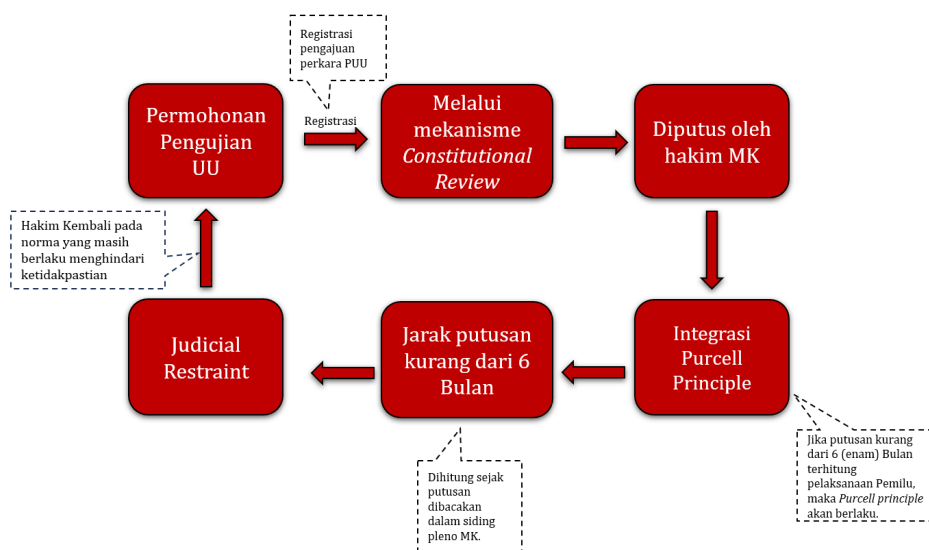 Registrasi
pengajuan
perkara PUU
Permohonan
Pengujian
UU
Registrasi
Melalui
mekanisme
Constitutional
Review
Diputus oleh
hakim MK
Hakim Kembali pada
norma yang masih
berlaku menghindari
ketidakpastian
Judicial
Restraint
Jarak putusan
kurang dari 6
Bulan
Integrasi
Purcell
Principle
Dihitung sejak
putusan
dibacakan
dalam siding
pleno MK.
Jika putusan kurang
dari 6 (enam) Bulan
terhitung
pelaksanaan Pemilu,
maka Purcell principle
akan berlaku.